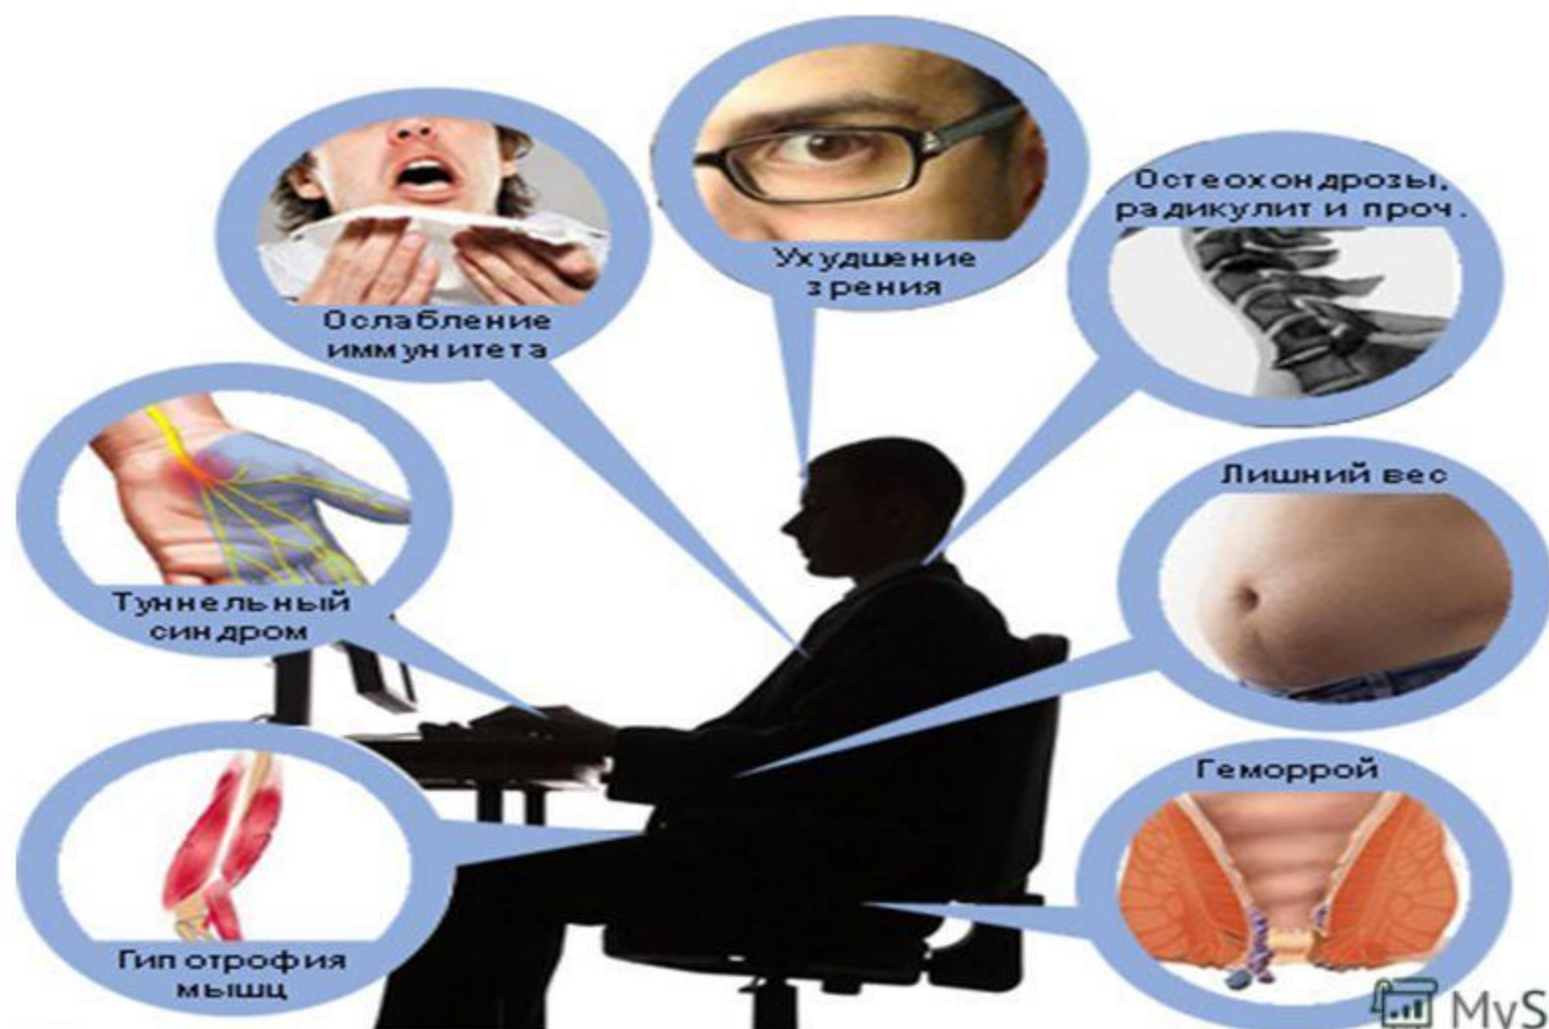 Ухудшение
зрения
Остеохондрозы,
радикулит и проч.
Ослабление
иммунитета
Лишний вес
Туннельный
синдром
Геморрой
Гипотрофия
мышц
MyS